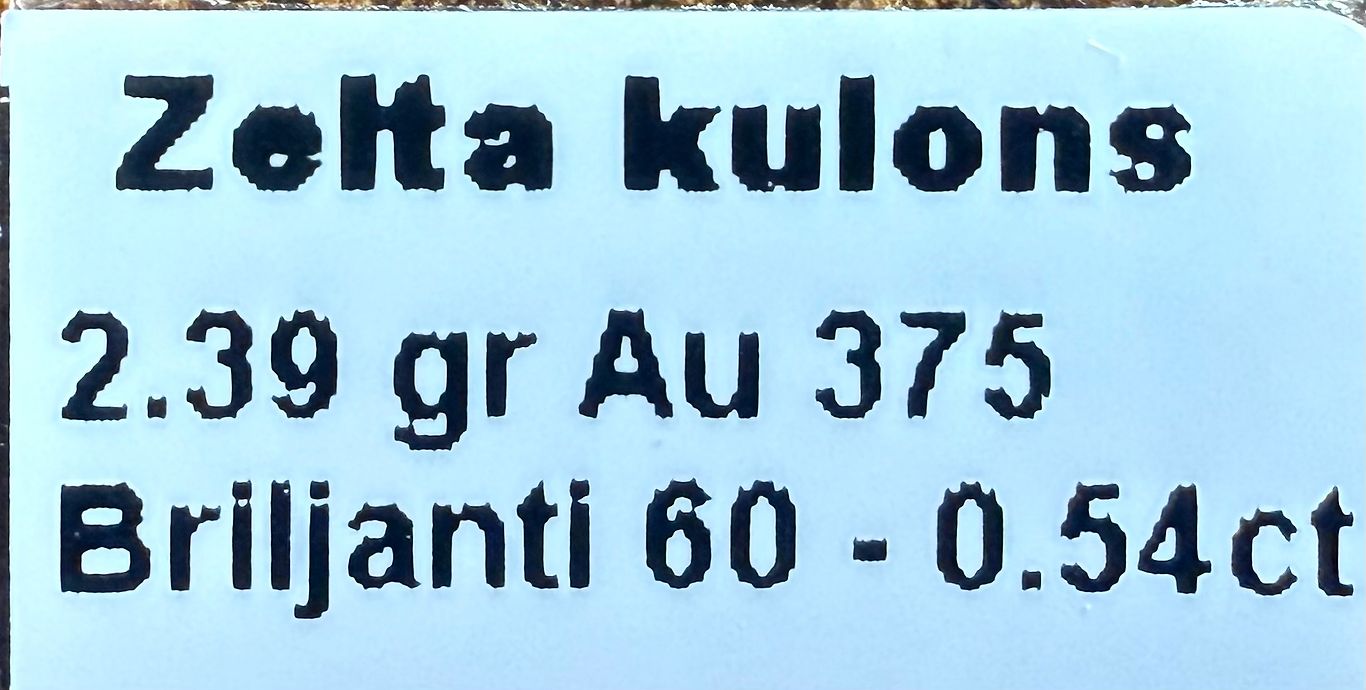 Zelta kulons
2.39 gr Au 375
Briljanti 60 - 0.54ct